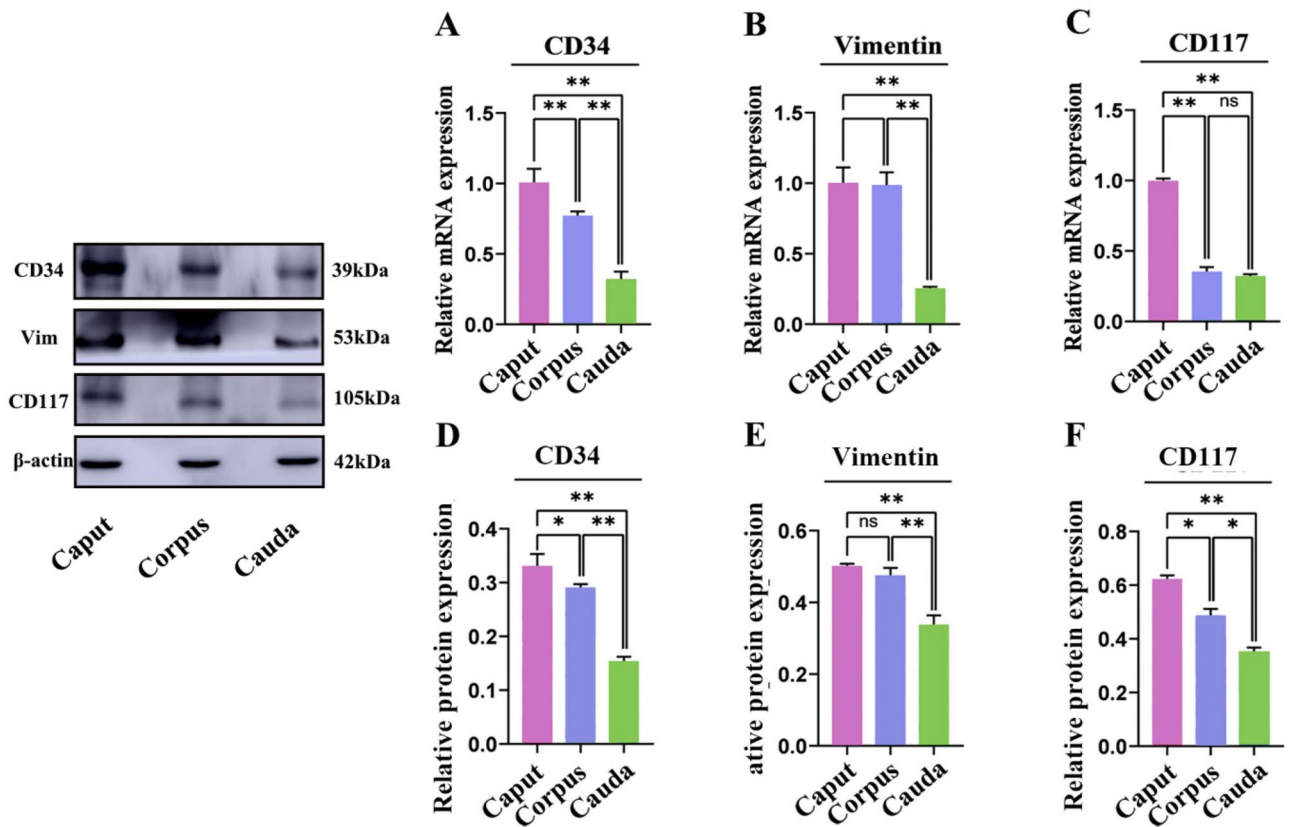 CD34
39kDa
Vim
53kDa
CD117
105kDa
β-actin
42kDa
Caput
Corpus
Cauda
A
CD34
**
** **
Relative mRNA expression
1.5
1.0
0.5
0.0
Caput
Corpus
Cauda
B
Vimentin
**
**
Relative mRNA expression
1.5
1.0
0.5
0.0
Caput
Corpus
Cauda
C
CD117
**
** ns
Relative mRNA expression
1.5
1.0
0.5
0.0
Caput
Corpus
Cauda
D
CD34
**
* **
Relative protein expression
0.4
0.3
0.2
0.1
0.0
Caput
Corpus
Cauda
E
Vimentin
**
ns **
ative protein expression
0.6
0.4
0.2
0.0
Caput
Corpus
Cauda
F
CD117
**
* *
Relative protein expression
0.8
0.6
0.4
0.2
0.0
Caput
Corpus
Cauda